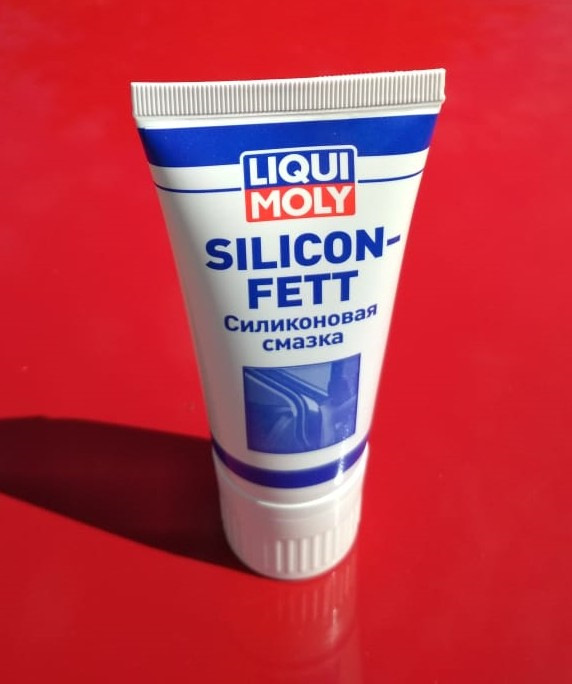 LIQUI
MOLY
SILICON-
FETT
Силиконовая
смазка